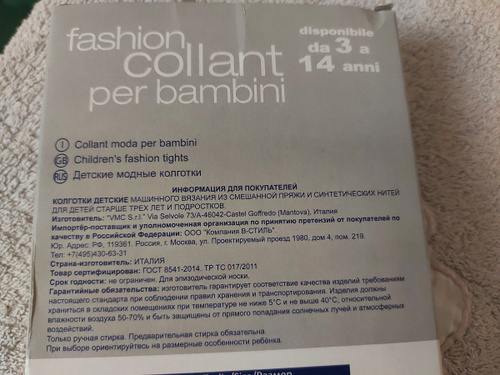 fashion
collant
per bambini
disponibile
da 3 a
14 anni
I Collant moda per bambini
GB Children's fashion tights
RUS Детские модные колготки
ИНФОРМАЦИЯ ДЛЯ ПОКУПАТЕЛЕЙ
КОЛГОТКИ ДЕТСКИЕ МАШИННОГО ВЯЗАНИЯ ИЗ СМЕШАННОЙ ПРЯЖИ И СИНТЕТИЧЕСКИХ НИТЕЙ
ДЛЯ ДЕТЕЙ СТАРШЕ ТРЕХ ЛЕТ И ПОДРОСТКОВ.
Изготовитель: "VMC S.r.l." Via Selvole 73/A-46042-Castel Goffredo (Mantova), Италия
Импортёр-поставщик и уполномоченная организация по принятию претензий от покупателей по
качеству в Российской Федерации: ООО "Компания В-СТИЛЬ"
Юр. Адрес: РФ, 119361, Россия, г. Москва, ул. Проектируемый проезд 1980, дом 4, пом. 219.
Тел: +7(495)430-63-31
Страна-изготовитель: ИТАЛИЯ
Товар сертифицирован: ГОСТ 8541-2014, ТР ТС 017/2011
Срок годности: не ограничен. Для эпизодической носки.
Гарантийные обязательства: изготовитель гарантирует соответствие качества изделий требованиям
настоящего стандарта при соблюдении правил хранения и транспортирования. Изделия должны
храниться в складских помещениях при температуре не ниже 5°С и не выше 40°С, относительной
влажности воздуха 50-70% и быть защищены от прямого попадания солнечных лучей и атмосферных
воздействий.
Только ручная стирка. Предварительная стирка обязательна.
При выборе ориентируйтесь на размерные особенности ребёнка.
/Size/Размер